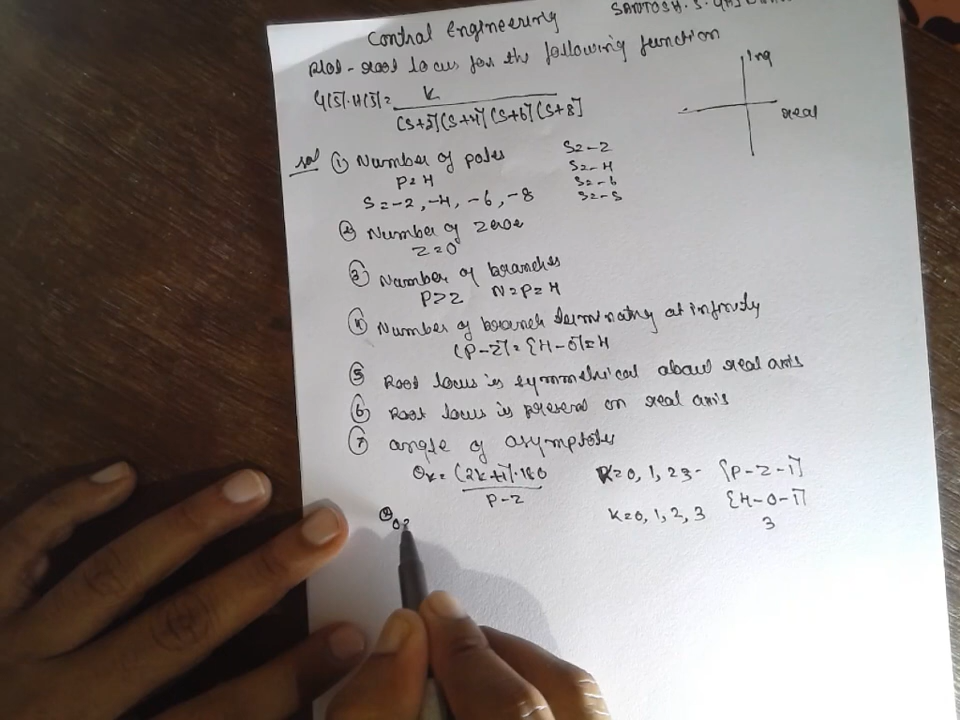 Control Engineering
SANTOSH. S.
Plot - root locus for the following function
G(S).H(S) = K
(S+2)(S+4)(S+6)(S+8)
Img
real
Sol ① Number of poles
P=4
S=-2, -4, -6, -8
S=-2
S=-4
S=-6
S=-8
② Number of zeroe
Z=0
③ Number of branches
P>Z N=P=4
④ Number of branch terminating at infinity
(P-Z)={4-0}=4
⑤ Root locus is symmetrical about real axis
⑥ Root locus is present on real axis
⑦ angle of asymptotes
θK = (2K+1).180
P-Z
K=0, 1, 2 3- {P-Z-1}
K=0, 1, 2, 3 {4-0-1}
3